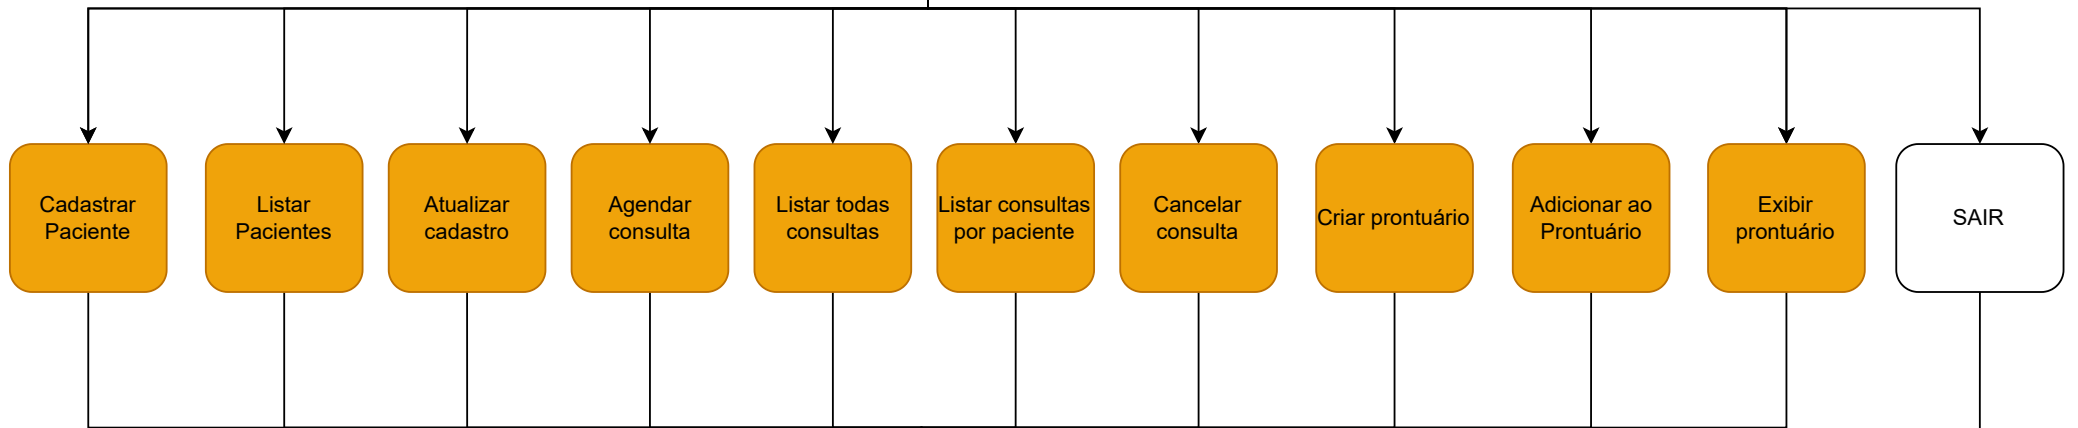 Cadastrar
Paciente
Listar
Pacientes
Atualizar
cadastro
Agendar
consulta
Listar todas
consultas
Listar consultas
por paciente
Cancelar
consulta
Criar prontuário
Adicionar ao
Prontuário
Exibir
prontuário
SAIR